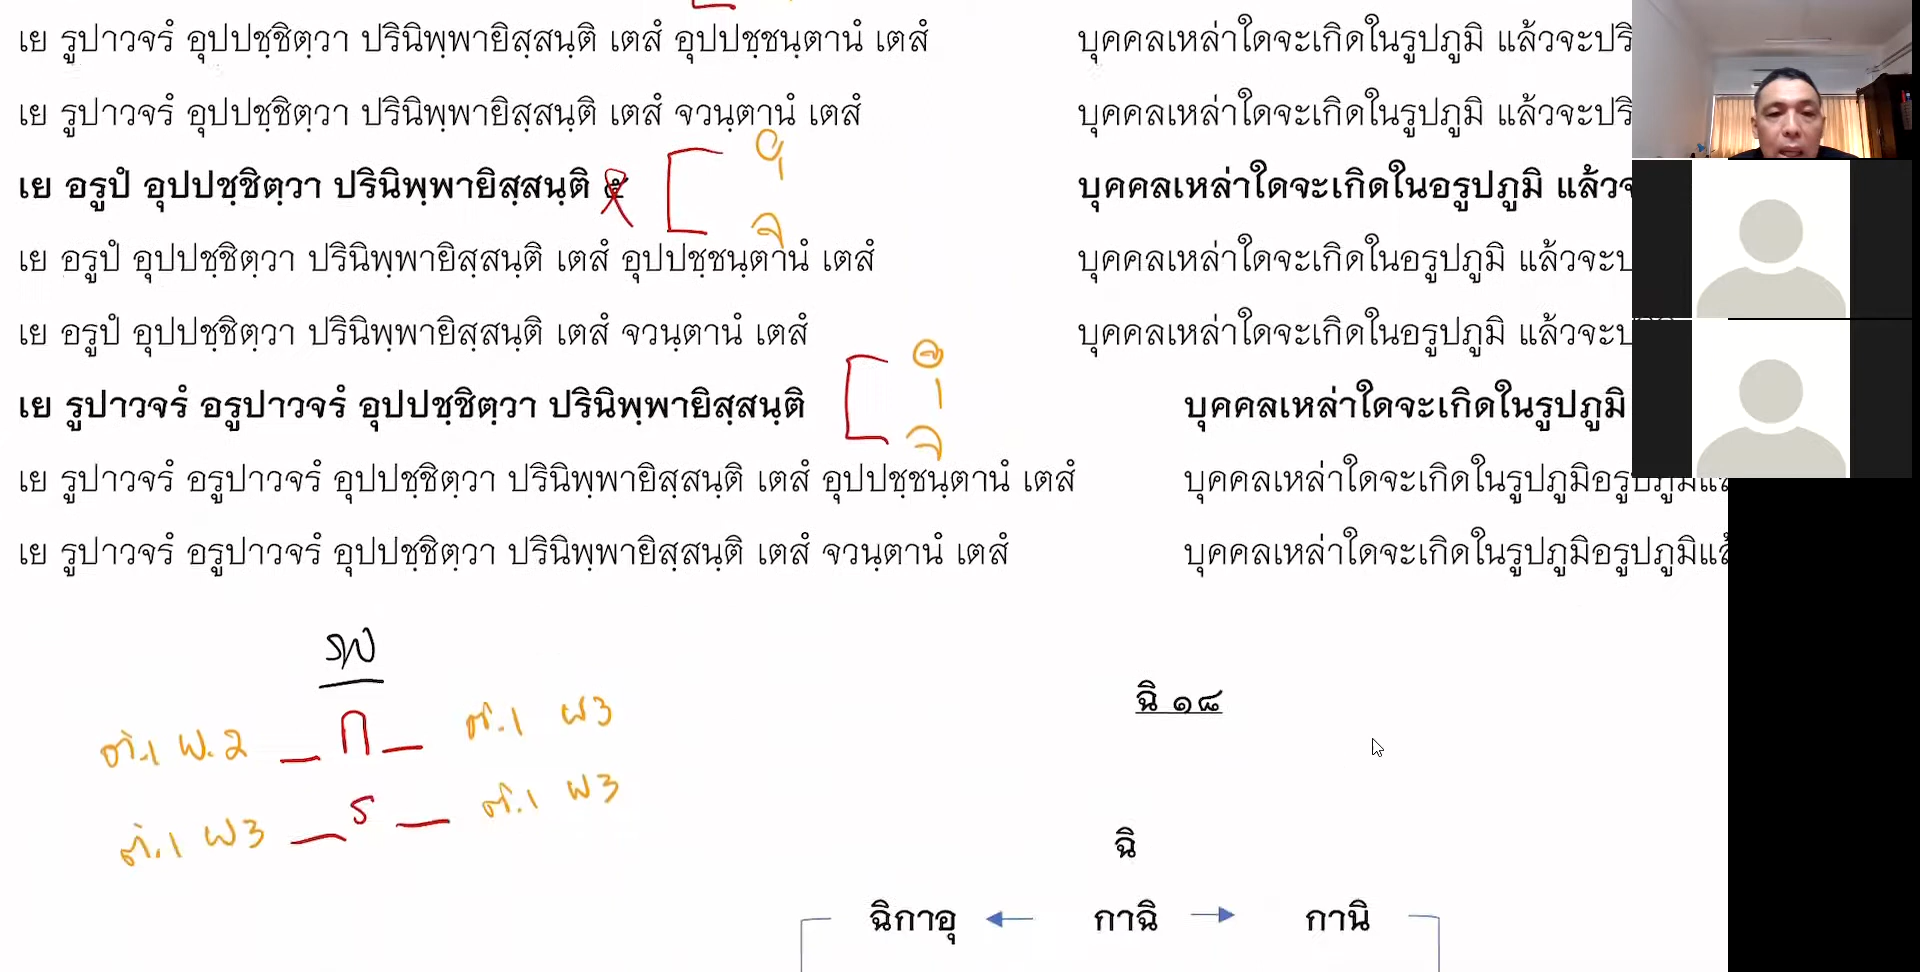 เย รูปาวจรํ อุปปชฺชิตฺวา ปรินิพฺพายิสฺสนฺติ เตสํ อุปฺปชฺชนฺตานํ เตสํ
บุคคลเหล่าใดจะเกิดในรูปภูมิ แล้วจะปริ
เย รูปาวจรํ อุปปชฺชิตฺวา ปรินิพฺพายิสฺสนฺติ เตสํ จวนฺตานํ เตสํ
บุคคลเหล่าใดจะเกิดในรูปภูมิ แล้วจะปริ
เย อรูปํ อุปปชฺชิตฺวา ปรินิพฺพายิสฺสนฺติ
บุคคลเหล่าใดจะเกิดในอรูปภูมิ แล้วจ
เย อรูปํ อุปปชฺชิตฺวา ปรินิพฺพายิสฺสนฺติ เตสํ อุปปชฺชนฺตานํ เตสํ
บุคคลเหล่าใดจะเกิดในอรูปภูมิ แล้วจะป
เย อรูปํ อุปปชฺชิตฺวา ปรินิพฺพายิสฺสนฺติ เตสํ จวนฺตานํ เตสํ
บุคคลเหล่าใดจะเกิดในอรูปภูมิ แล้วจะป
เย รูปาวจรํ อรูปาวจรํ อุปปชฺชิตฺวา ปรินิพฺพายิสฺสนฺติ
บุคคลเหล่าใดจะเกิดในรูปภูมิ
เย รูปาวจรํ อรูปาวจรํ อุปปชฺชิตฺวา ปรินิพฺพายิสฺสนฺติ เตสํ อุปปชฺชนฺตานํ เตสํ
บุคคลเหล่าใดจะเกิดในรูปภูมิอรูปภูมิแ
เย รูปาวจรํ อรูปาวจรํ อุปปชฺชิตฺวา ปรินิพฺพายิสฺสนฺติ เตสํ จวนฺตานํ เตสํ
บุคคลเหล่าใดจะเกิดในรูปภูมิอรูปภูมิแล้
ฉิ ๑๘
ก
ร
ฉิ
ฉิกาอุ กาฉิ กานิ